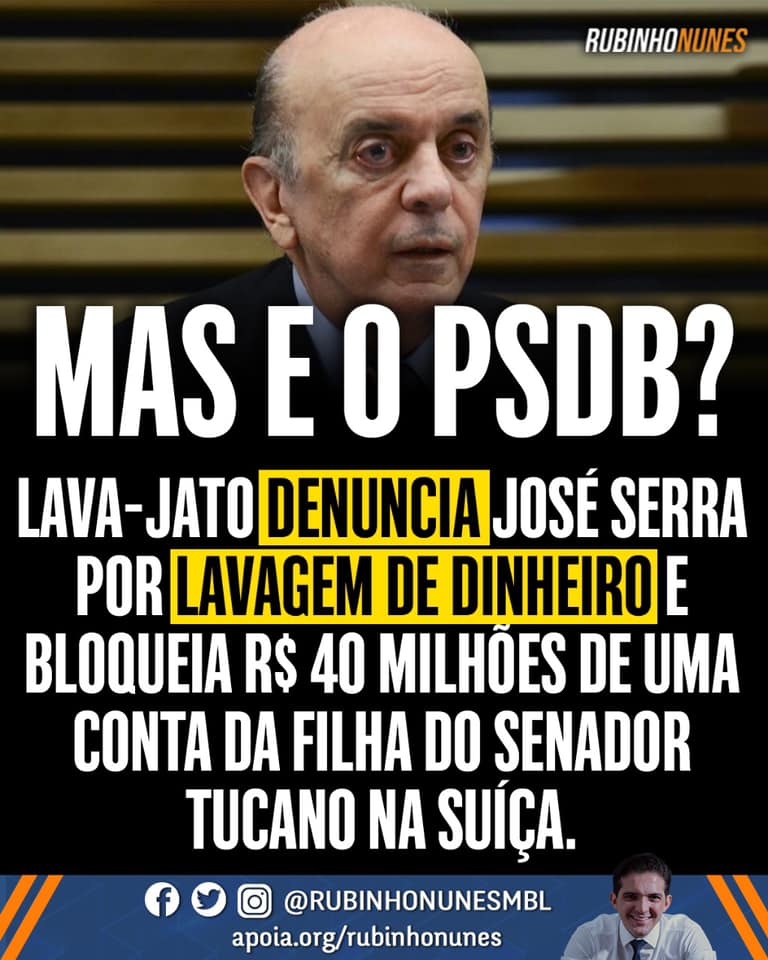 RUBINHONUNES
MAS E O PSDB?
LAVA-JATO DENUNCIA JOSÉ SERRA
POR LAVAGEM DE DINHEIRO E
BLOQUEIA R$ 40 MILHÕES DE UMA
CONTA DA FILHA DO SENADOR
TUCANO NA SUÍÇA.
@RUBINHONUNESMBL
apoia.org/rubinhonunes